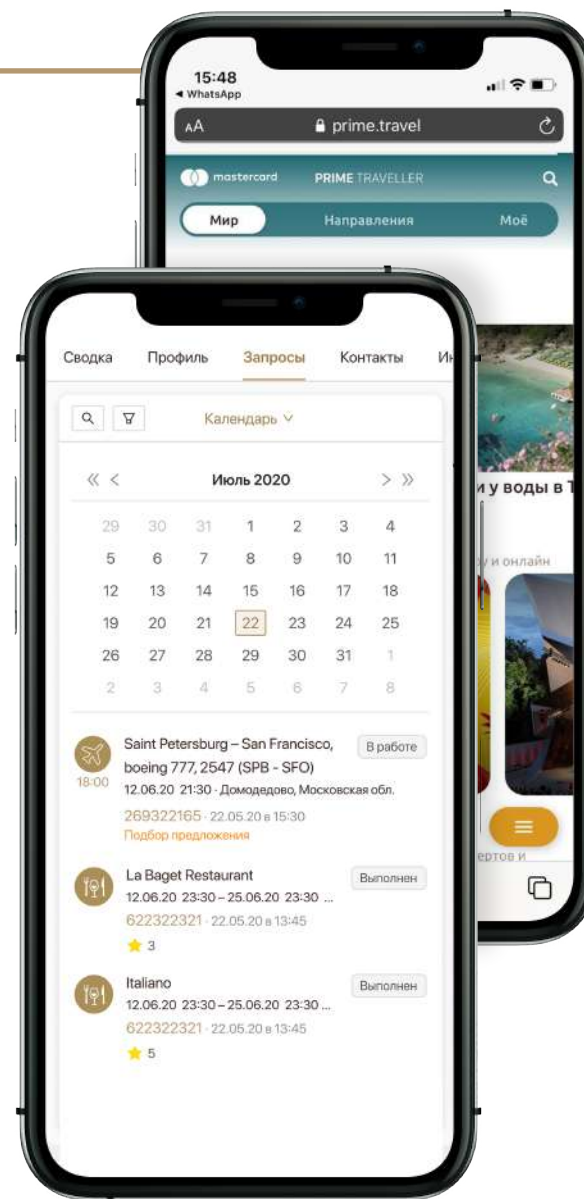 15:48
WhatsApp
AA
prime.travel
mastercard
PRIME TRAVELLER
Мир
Направления
Моё
и у воды в
и онлайн
ертов и
Сводка
Профиль
Запросы
Контакты
Календарь
Июль 2020
29 30 31 1 2 3 4
5 6 7 8 9 10 11
12 13 14 15 16 17 18
19 20 21 22 23 24 25
26 27 28 29 30 31 1
2 3 4 5 6 7 8
Saint Petersburg – San Francisco,
В работе
boeing 777, 2547 (SPB - SFO)
18:00
12.06.20 21:30 · Домодедово, Московская обл.
269322165 · 22.05.20 в 15:30
Подбор предложения
La Baget Restaurant
Выполнен
12.06.20 23:30 – 25.06.20 23:30 ...
622322321 · 22.05.20 в 13:45
3
Italiano
Выполнен
12.06.20 23:30 – 25.06.20 23:30 ...
622322321 · 22.05.20 в 13:45
5